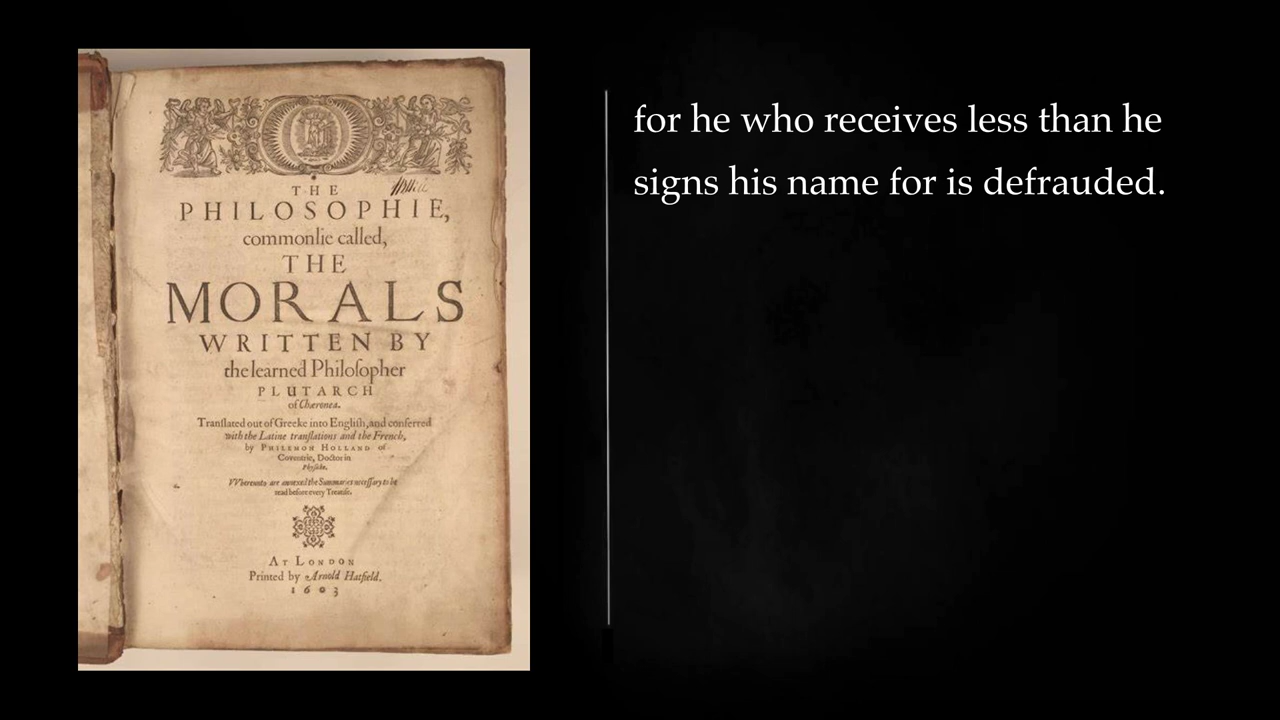 THE
PHILOSOPHIE,
commonlie called,
THE
MORALS
WRITTEN BY
the learned Philoſopher
PLUTARCH
of Chæronea.
Tranſlated out of Greeke into Engliſh, and conferred
with the Latine tranſlations and the French,
by PHILEMON HOLLAND of
Coventrie, Doctor in
Phyſicke.
VVhereunto are annexed the Summaries neceſſary to be
read before every Treatiſe.
AT LONDON
Printed by Arnold Hatfield.
1603
for he who receives less than he
signs his name for is defrauded.